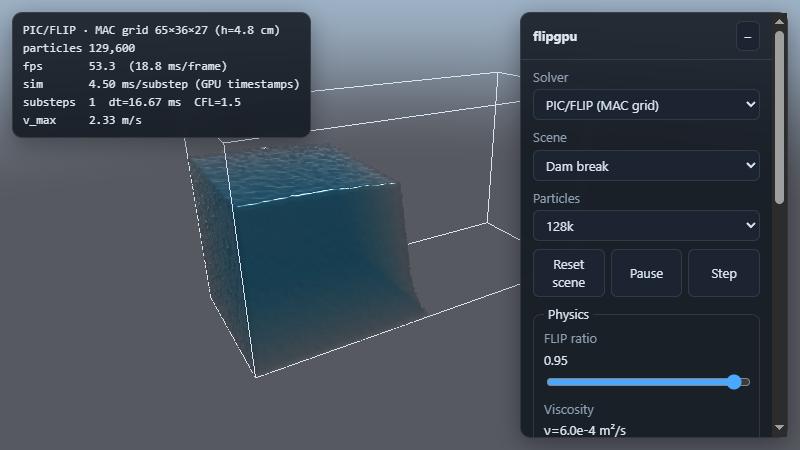 PIC/FLIP · MAC grid 65×36×27 (h=4.8 cm)
particles 129,600
fps 53.3 (18.8 ms/frame)
sim 4.50 ms/substep (GPU timestamps)
substeps 1 dt=16.67 ms CFL=1.5
v_max 2.33 m/s
flipgpu
−
Solver
PIC/FLIP (MAC grid)
Scene
Dam break
Particles
128k
Reset scene
Pause
Step
Physics
FLIP ratio
0.95
Viscosity
ν=6.0e-4 m²/s